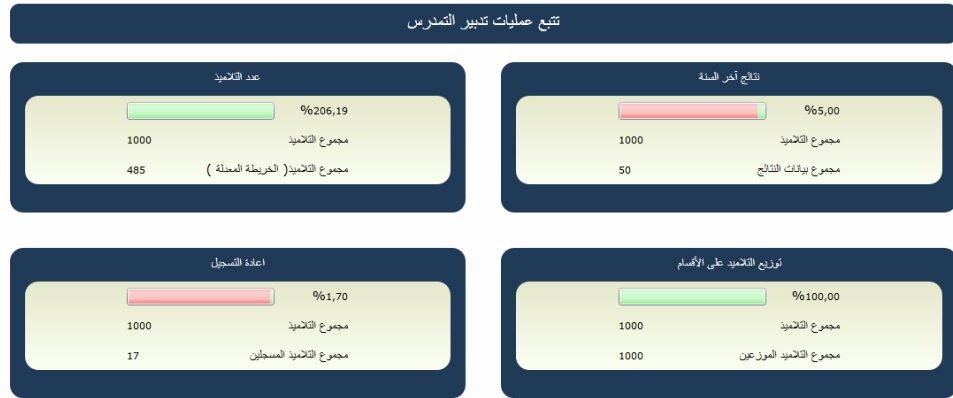 تتبع عمليات تدبير التمدرس
نتائج آخر السنة
%5,00
مجموع التلاميذ 1000
مجموع بيانات النتائج 50
عدد التلاميذ
%206,19
مجموع التلاميذ 1000
مجموع التلاميذ( الخريطة المعدلة ) 485
توزيع التلاميد على الأقسام
%100,00
مجموع التلاميذ 1000
مجموع التلاميد الموزعين 1000
اعادة التسجيل
%1,70
مجموع التلاميذ 1000
مجموع التلاميذ المسجلين 17